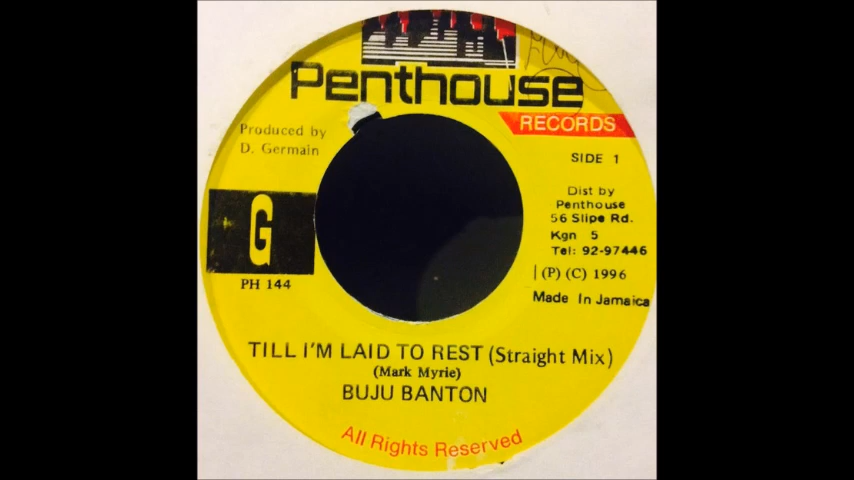 Penthouse
RECORDS
Produced by
D. Germain
SIDE 1
Dist by
Penthouse
56 Slipe Rd.
Kgn 5
Tel: 92-97446
(P) (C) 1996
Made In Jamaica
G
PH 144
TILL I'M LAID TO REST (Straight Mix)
(Mark Myrie)
BUJU BANTON
All Rights Reserved